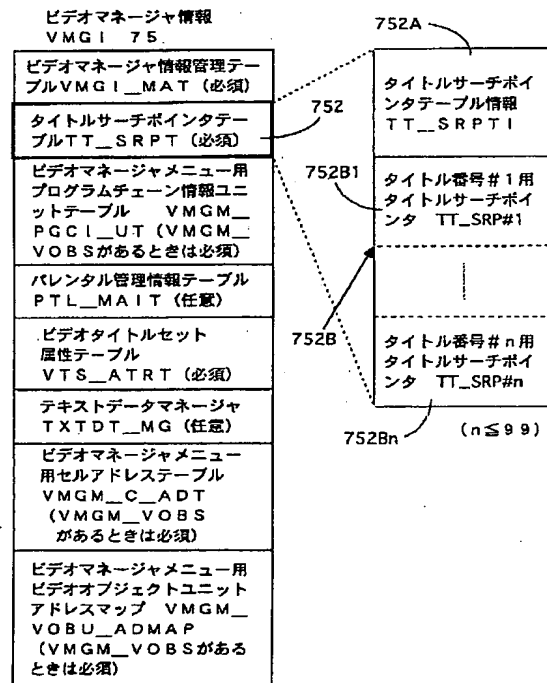 ビデオマネージャ情報
VMGI 75
ビデオマネージャ情報管理テー
ブルVMGI__MAT（必須）
タイトルサーチポインタテー
ブルTT__SRPT（必須）
ビデオマネージャメニュー用
プログラムチェーン情報ユニ
ットテーブル VMGM__
PGCI__UT（VMGM__
VOBSがあるときは必須）
パレンタル管理情報テーブル
PTL__MAIT（任意）
ビデオタイトルセット
属性テーブル
VTS__ATRT（必須）
テキストデータマネージャ
TXTDT__MG（任意）
ビデオマネージャメニュー
用セルアドレステーブル
VMGM__C__ADT
（VMGM__VOBS
があるときは必須）
ビデオマネージャメニュー用
ビデオオブジェクトユニット
アドレスマップ VMGM__
VOBU__ADMAP
（VMGM__VOBSがある
ときは必須）
752
752A
タイトルサーチポイ
ンタテーブル情報
TT__SRPTI
752B1
タイトル番号＃1用
タイトルサーチポイ
ンタ TT_SRP#1
752B
タイトル番号＃n用
タイトルサーチポイ
ンタ TT_SRP#n
752Bn
(n≦99)